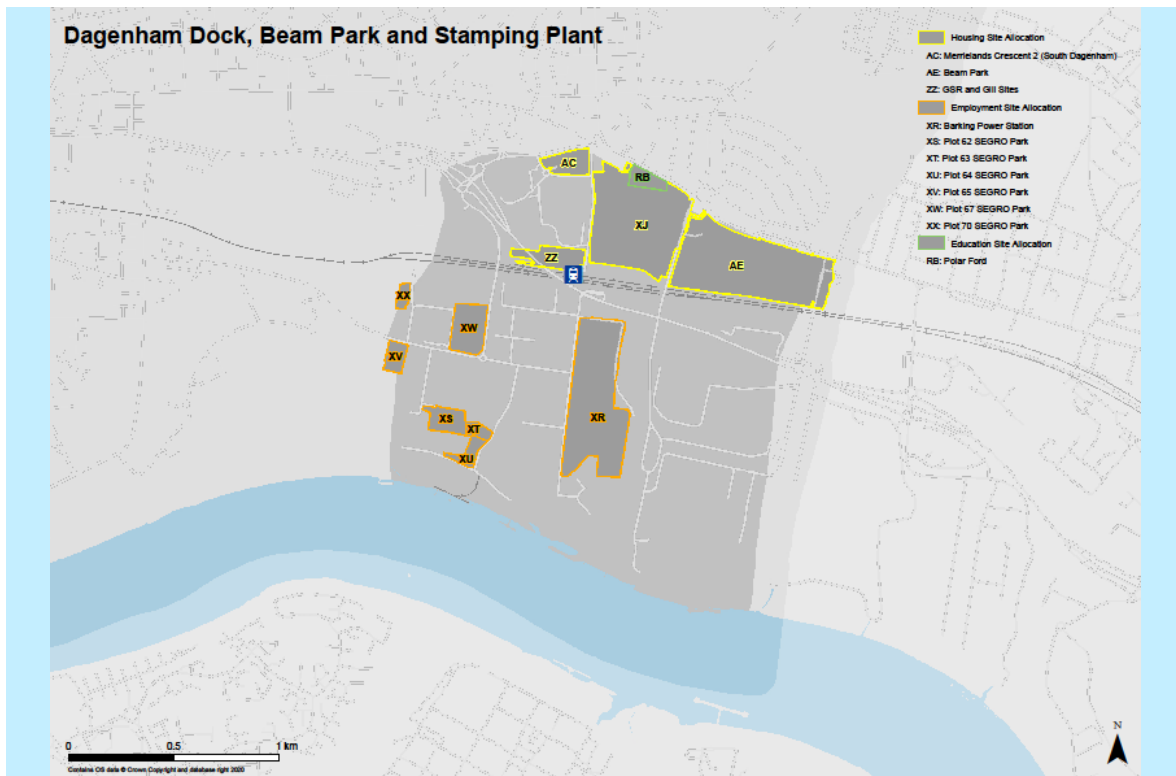 Dagenham Dock, Beam Park and Stamping Plant
Housing Site Allocation
AC: Merrielands Crescent 2 (South Dagenham)
AE: Beam Park
ZZ: GSR and Gill Sites
Employment Site Allocation
XR: Barking Power Station
XS: Plot 62 SEGRO Park
XT: Plot 63 SEGRO Park
XU: Plot 64 SEGRO Park
XV: Plot 65 SEGRO Park
XW: Plot 67 SEGRO Park
XX: Plot 70 SEGRO Park
Education Site Allocation
RB: Polar Ford
AC
RB
XJ
ZZ
AE
XX
XW
XV
XS
XT
XR
XU
N
0 0.5 1 km
Contains OS data © Crown Copyright and database right 2020